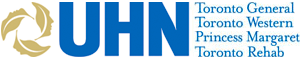 UHN
Toronto General
Toronto Western
Princess Margaret
Toronto Rehab